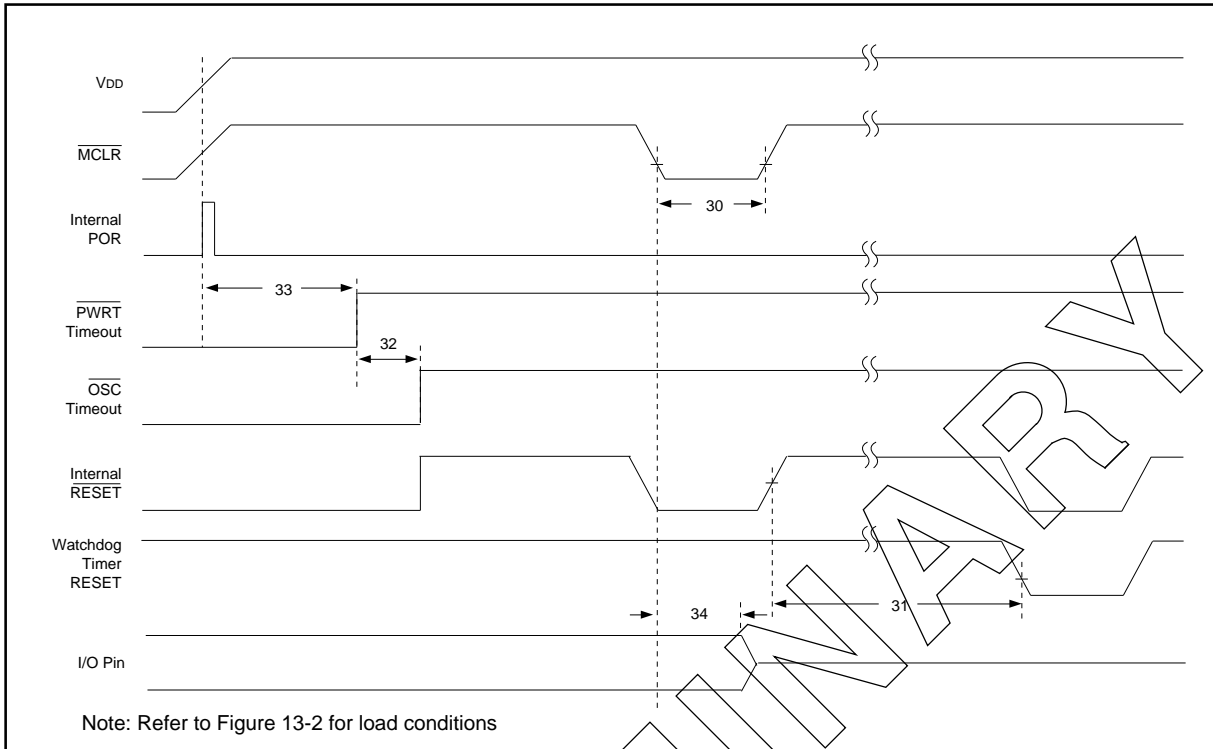 VDD
MCLR
30
Internal
POR
33
PWRT
Timeout
32
OSC
Timeout
Internal
RESET
Watchdog
Timer
RESET
34
31
I/O Pin
Note: Refer to Figure 13-2 for load conditions